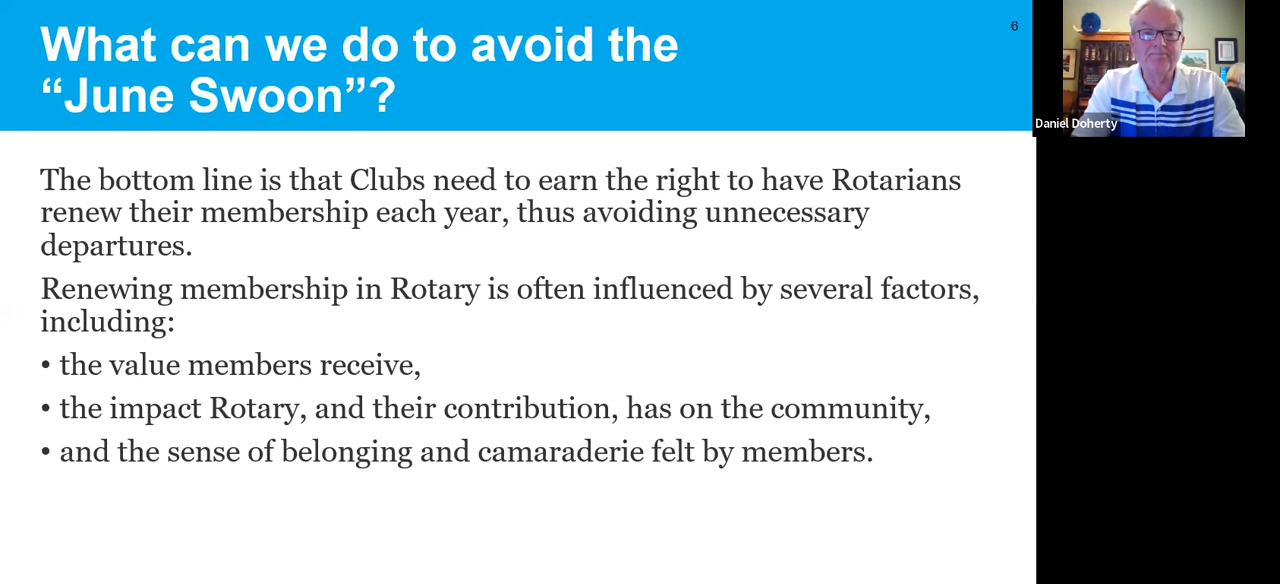 What can we do to avoid the
“June Swoon”?
6
Daniel Doherty
The bottom line is that Clubs need to earn the right to have Rotarians
renew their membership each year, thus avoiding unnecessary
departures.
Renewing membership in Rotary is often influenced by several factors,
including:
• the value members receive,
• the impact Rotary, and their contribution, has on the community,
• and the sense of belonging and camaraderie felt by members.